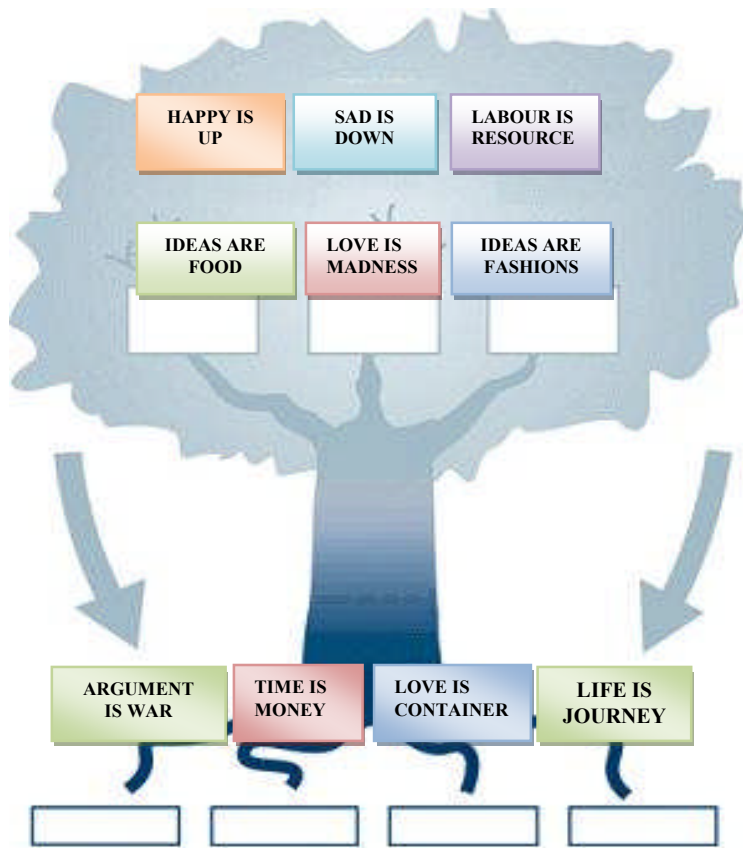 HAPPY IS
UP
SAD IS
DOWN
LABOUR IS
RESOURCE
IDEAS ARE
FOOD
LOVE IS
MADNESS
IDEAS ARE
FASHIONS
ARGUMENT
IS WAR
TIME IS
MONEY
LOVE IS
CONTAINER
LIFE IS
JOURNEY